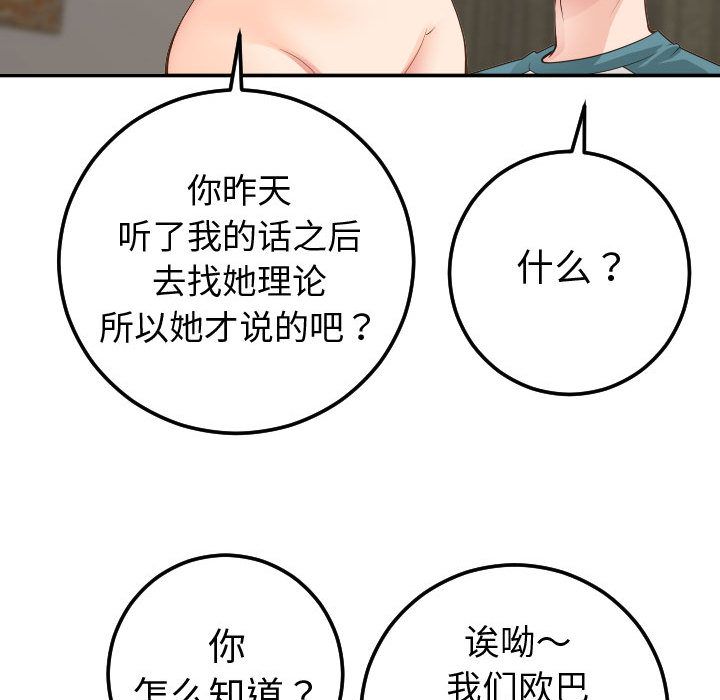 你昨天
听了我的话之后
去找她理论
所以她才说的吧？
什么？
你
怎么知道？
诶呦～
我们欧巴